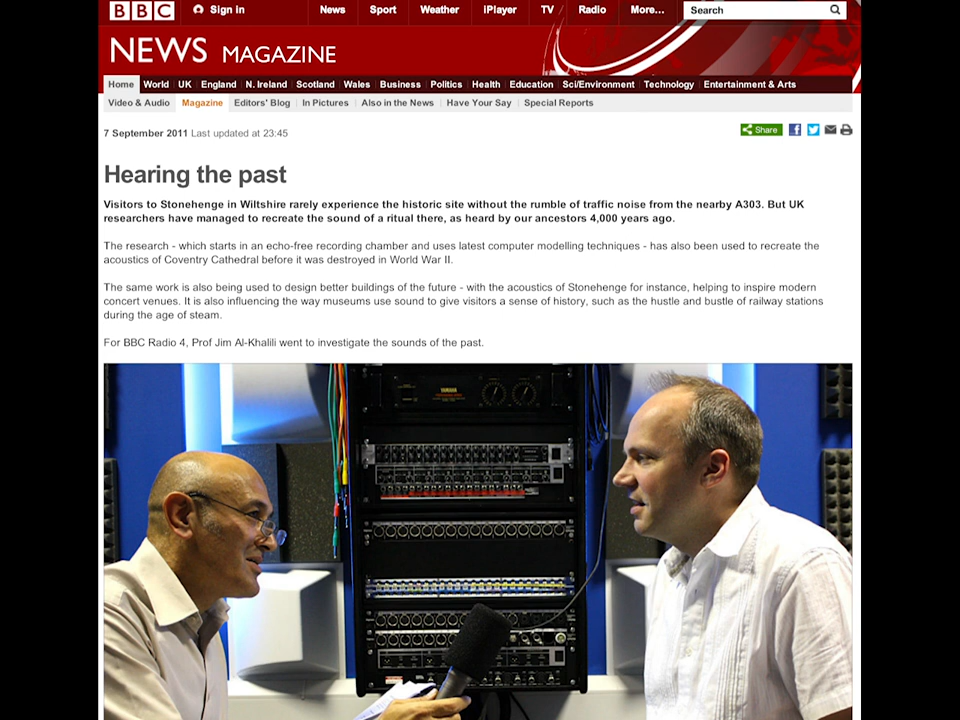 BBC Sign in News Sport Weather iPlayer TV Radio More... Search
NEWS MAGAZINE
Home World UK England N. Ireland Scotland Wales Business Politics Health Education Sci/Environment Technology Entertainment & Arts
Video & Audio Magazine Editors' Blog In Pictures Also in the News Have Your Say Special Reports
7 September 2011 Last updated at 23:45
Share
Hearing the past
Visitors to Stonehenge in Wiltshire rarely experience the historic site without the rumble of traffic noise from the nearby A303. But UK
researchers have managed to recreate the sound of a ritual there, as heard by our ancestors 4,000 years ago.
The research - which starts in an echo-free recording chamber and uses latest computer modelling techniques - has also been used to recreate the
acoustics of Coventry Cathedral before it was destroyed in World War II.
The same work is also being used to design better buildings of the future - with the acoustics of Stonehenge for instance, helping to inspire modern
concert venues. It is also influencing the way museums use sound to give visitors a sense of history, such as the hustle and bustle of railway stations
during the age of steam.
For BBC Radio 4, Prof Jim Al-Khalili went to investigate the sounds of the past.
YAMAHA